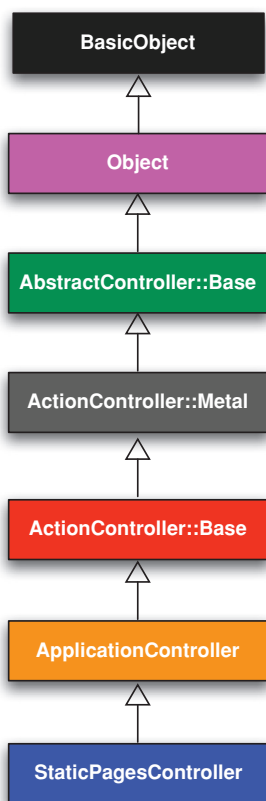 BasicObject
Object
AbstractController::Base
ActionController::Metal
ActionController::Base
ApplicationController
StaticPagesController